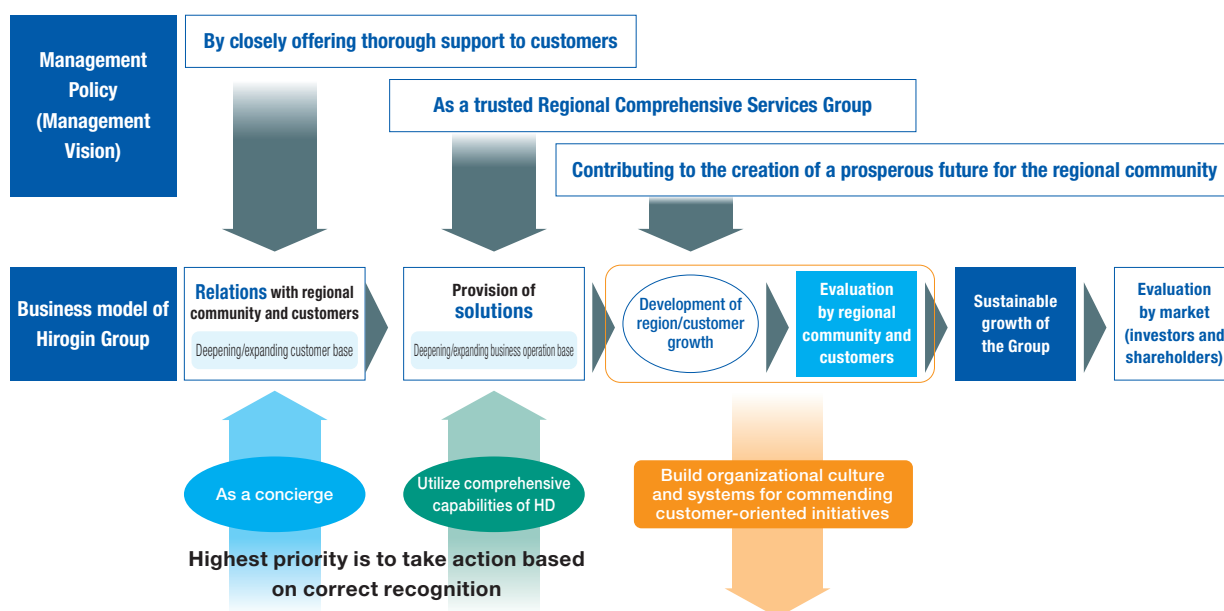 Management
Policy
(Management
Vision)
By closely offering thorough support to customers
As a trusted Regional Comprehensive Services Group
Contributing to the creation of a prosperous future for the regional community
Business model of
Hirogin Group
Relations with regional
community and customers
Deepening/expanding customer base
Provision of
solutions
Deepening/expanding business operation base
Development of
region/customer
growth
Evaluation
by regional
community and
customers
Sustainable
growth of
the Group
Evaluation
by market
(investors and
shareholders)
As a concierge
Utilize comprehensive
capabilities of HD
Build organizational culture
and systems for commending
customer-oriented initiatives
Highest priority is to take action based
on correct recognition